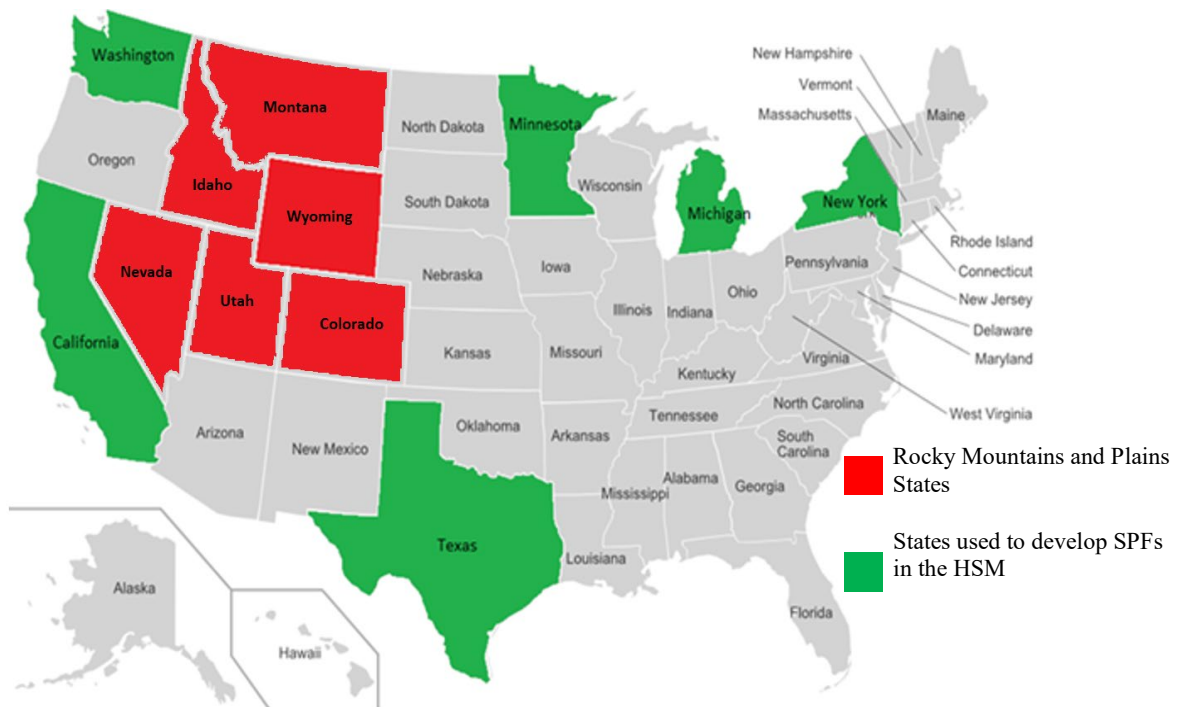 Washington
Montana
Oregon
Idaho
Wyoming
Nevada
Utah
Colorado
California
North Dakota
South Dakota
Nebraska
Kansas
Minnesota
Wisconsin
Iowa
Missouri
Illinois
Indiana
Ohio
Michigan
New York
Pennsylvania
New Hampshire
Vermont
Massachusetts
Maine
Rhode Island
Connecticut
New Jersey
Delaware
Maryland
West Virginia
Virginia
Kentucky
Tennessee
North Carolina
South
Carolina
Arizona
New Mexico
Oklahoma
Arkansas
Texas
Louisiana
Mississippi
Alabama
Georgia
Florida
Alaska
Hawaii
Rocky Mountains and Plains
States
States used to develop SPFs
in the HSM